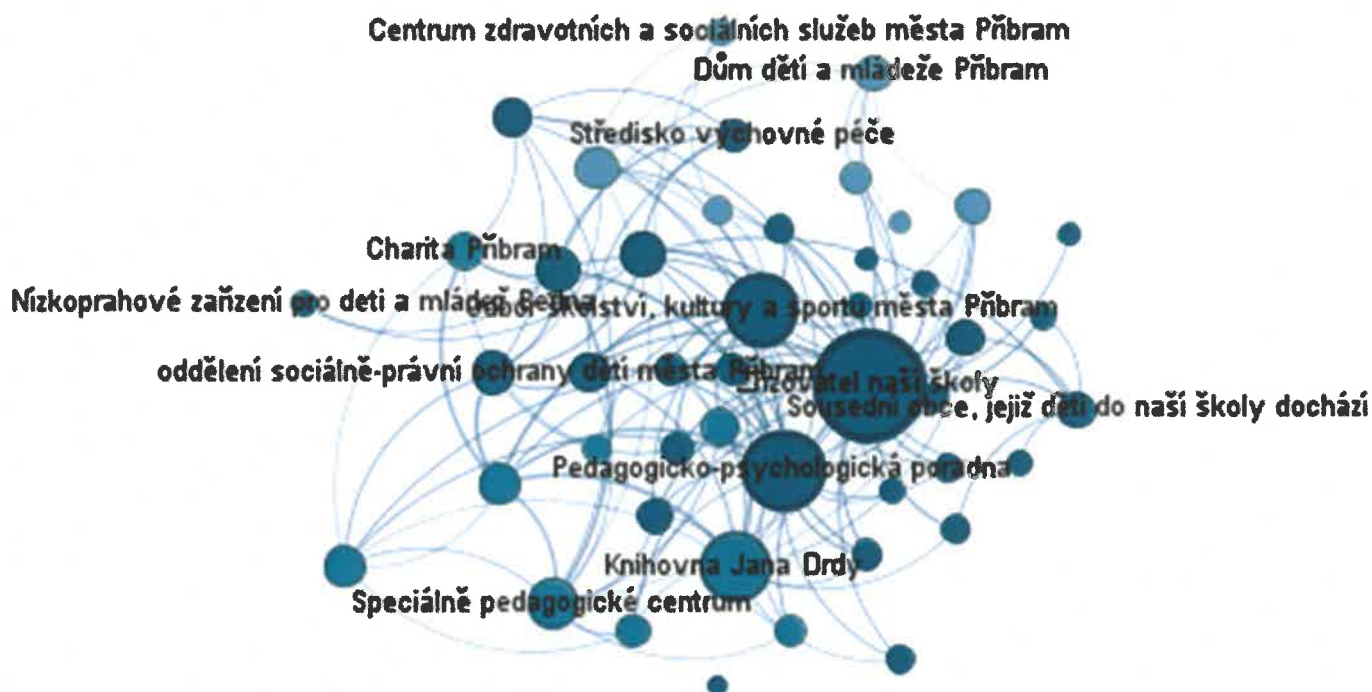 Centrum zdravotních a sociálních služeb města Příbram
Dům dětí a mládeže Příbram
Středisko výchovné péče
Charita Příbram
Nízkoprahové zařízení pro deti a mládež Bedna
Odbor školství, kultury a sportu města Příbram
oddělení sociálně-právní ochrany dětí města Příbram
Zřizovatel naší školy
Sousední obce, jejiž děti do naší školy dochází
Pedagogicko-psychologická poradna
Knihovna Jana Drdy
Speciálně pedagogické centrum